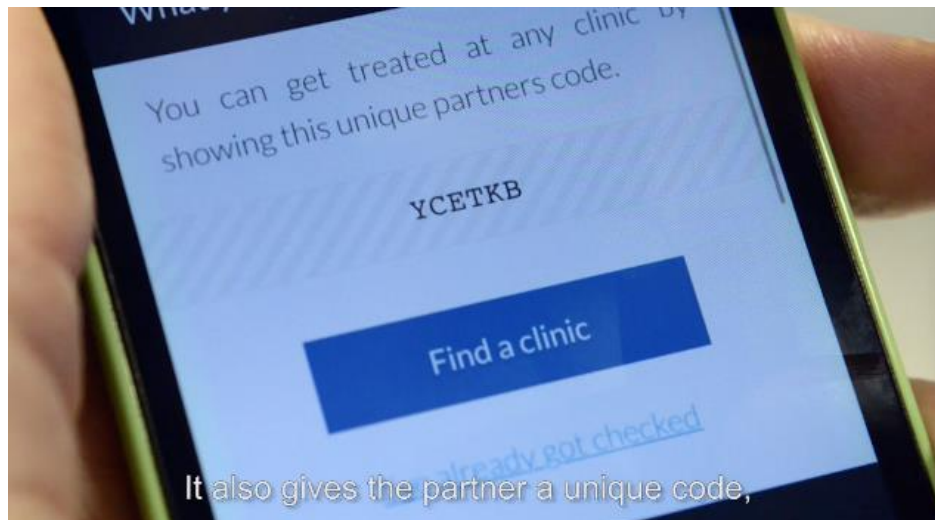 You can get treated at any clinic by
showing this unique partners code.
YCETKB
Find a clinic
already got checked
It also gives the partner a unique code,